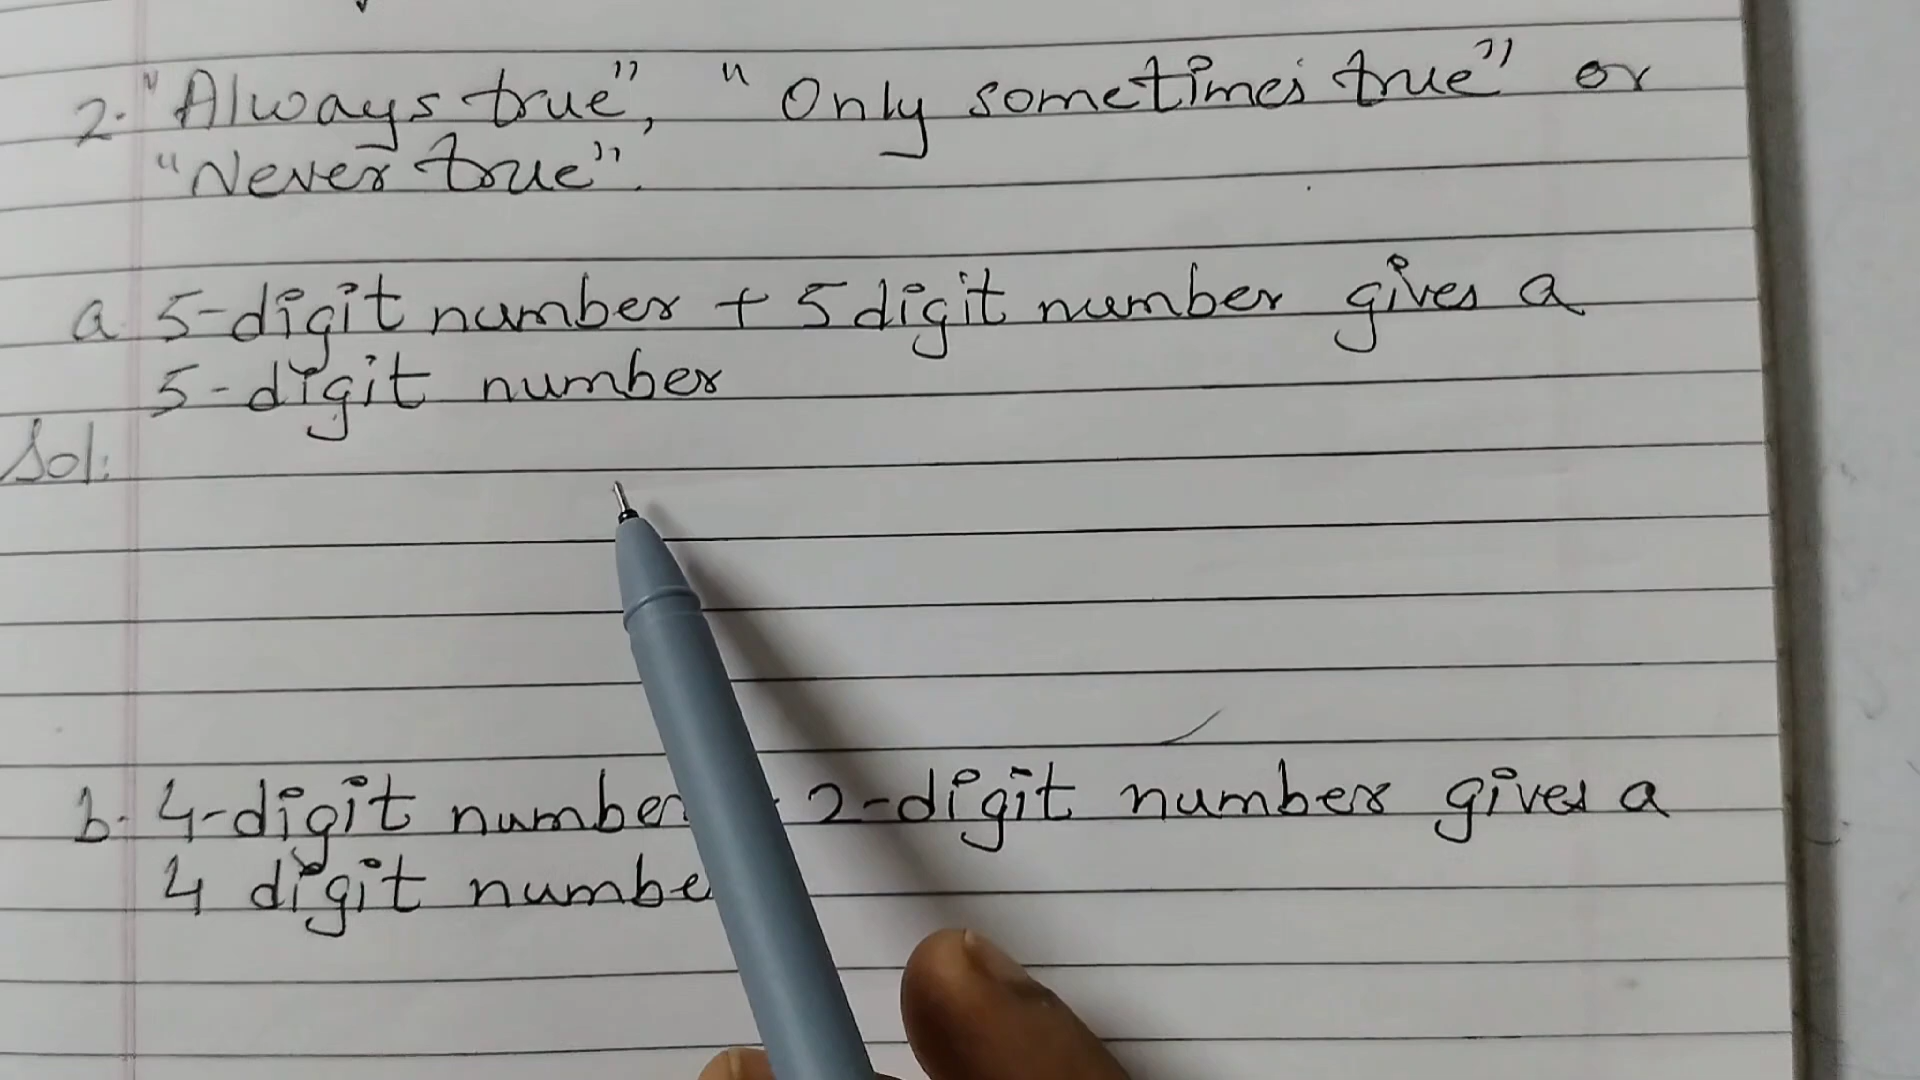 2. "Always true", "Only sometimes true" or
"Never true".
a. 5-digit number + 5 digit number gives a
5-digit number
Sol:
b. 4-digit number 2-digit number gives a
4 digit number